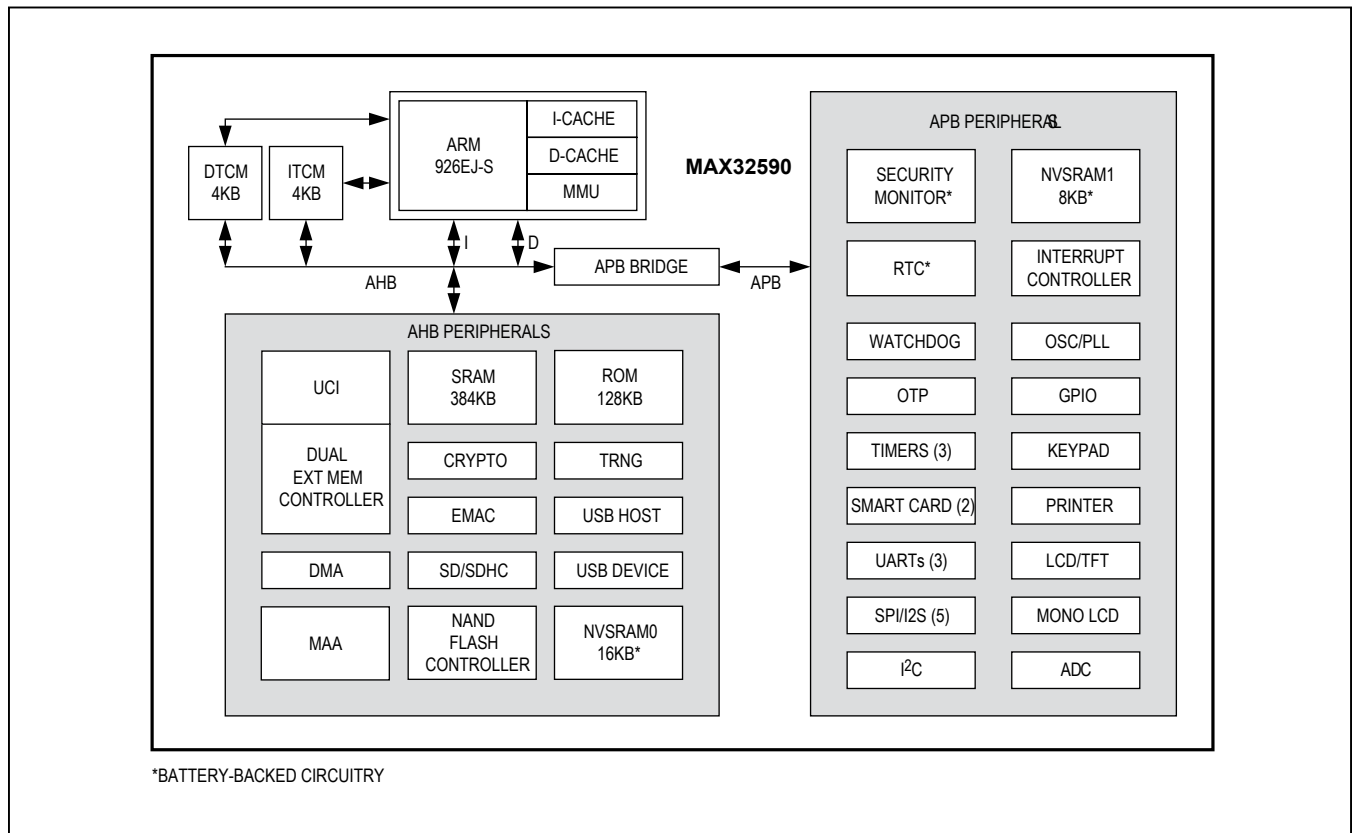 I-CACHE
ARM
926EJ-S
D-CACHE
MMU
MAX32590
DTCM
4KB
ITCM
4KB
I
D
AHB
APB BRIDGE
APB
AHB PERIPHERALS
UCI
SRAM
384KB
ROM
128KB
DUAL
EXT MEM
CONTROLLER
CRYPTO
TRNG
EMAC
USB HOST
DMA
SD/SDHC
USB DEVICE
MAA
NAND
FLASH
CONTROLLER
NVSRAM0
16KB*
APB PERIPHERALS
SECURITY
MONITOR*
NVSRAM1
8KB*
RTC*
INTERRUPT
CONTROLLER
WATCHDOG
OSC/PLL
OTP
GPIO
TIMERS (3)
KEYPAD
SMART CARD (2)
PRINTER
UARTs (3)
LCD/TFT
SPI/I2S (5)
MONO LCD
I²C
ADC
*BATTERY-BACKED CIRCUITRY